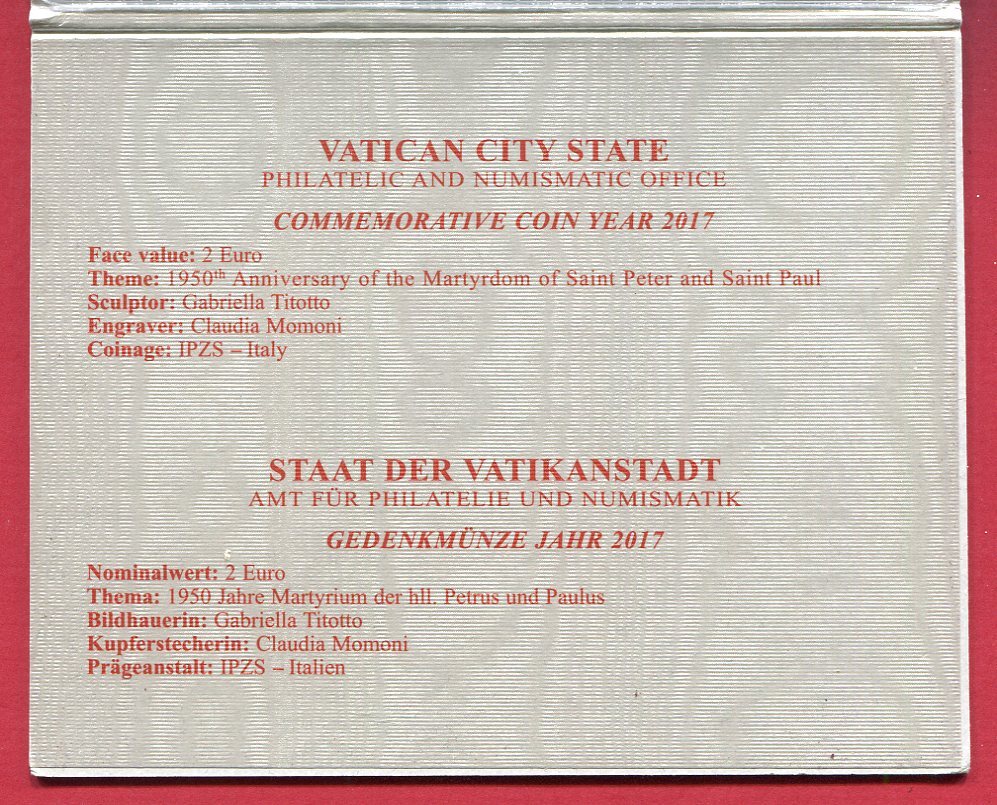 VATICAN CITY STATE
PHILATELIC AND NUMISMATIC OFFICE
COMMEMORATIVE COIN YEAR 2017
Face value: 2 Euro
Theme: 1950th Anniversary of the Martyrdom of Saint Peter and Saint Paul
Sculptor: Gabriella Titotto
Engraver: Claudia Momoni
Coinage: IPZS – Italy
STAAT DER VATIKANSTADT
AMT FÜR PHILATELIE UND NUMISMATIK
GEDENKMÜNZE JAHR 2017
Nominalwert: 2 Euro
Thema: 1950 Jahre Martyrium der hll. Petrus und Paulus
Bildhauerin: Gabriella Titotto
Kupferstecherin: Claudia Momoni
Prägeanstalt: IPZS – Italien